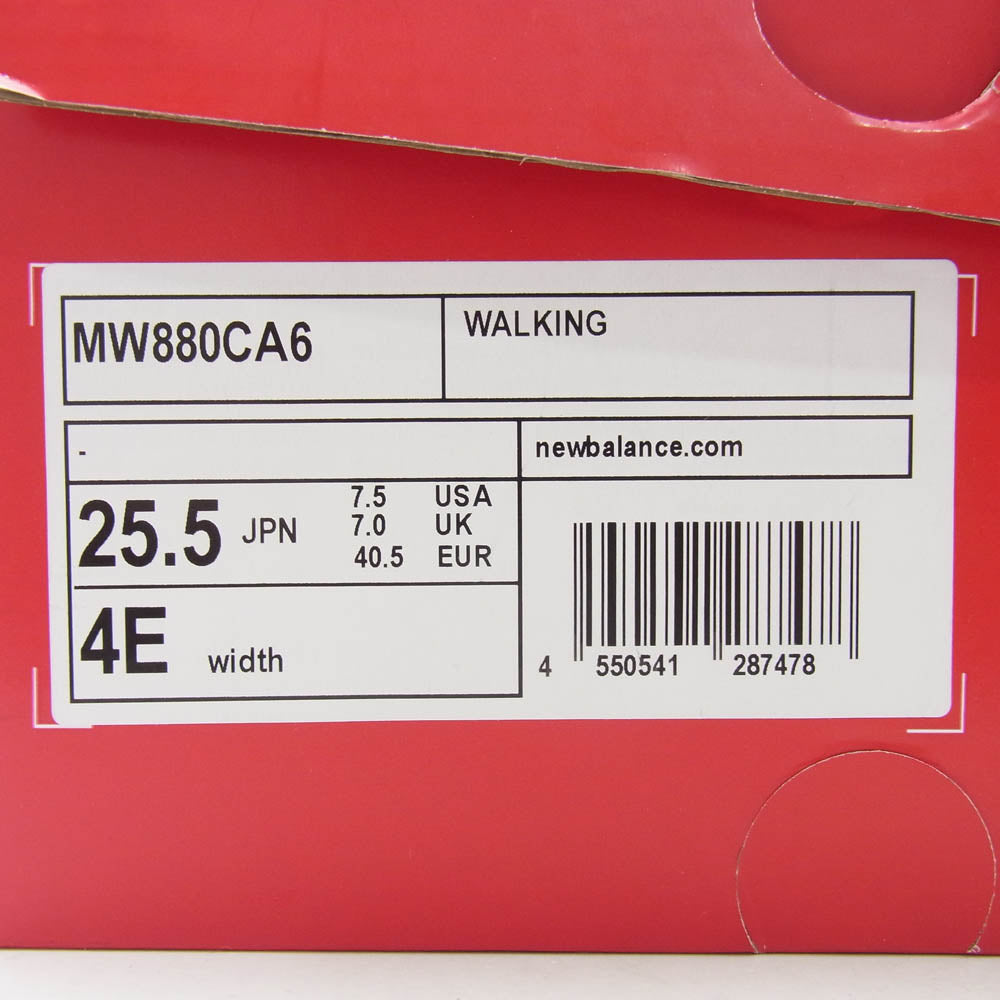 MW880CA6
WALKING
-
newbalance.com
25.5 JPN
7.5 USA
7.0 UK
40.5 EUR
4E width
4 550541 287478